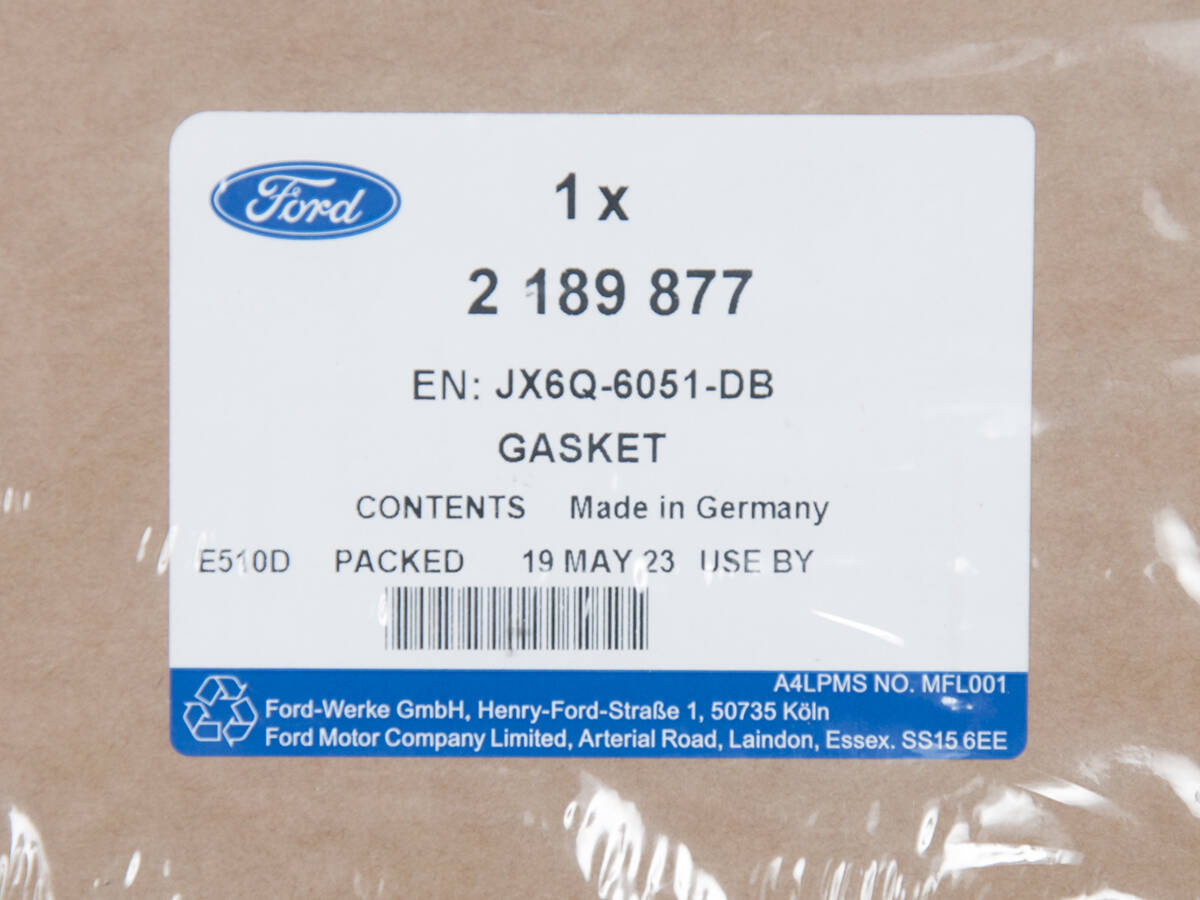 Ford
1 x
2 189 877
EN: JX6Q-6051-DB
GASKET
CONTENTS Made in Germany
E510D PACKED 19 MAY 23 USE BY
A4LPMS NO. MFL001
Ford-Werke GmbH, Henry-Ford-Straße 1, 50735 Köln
Ford Motor Company Limited, Arterial Road, Laindon, Essex. SS15 6EE